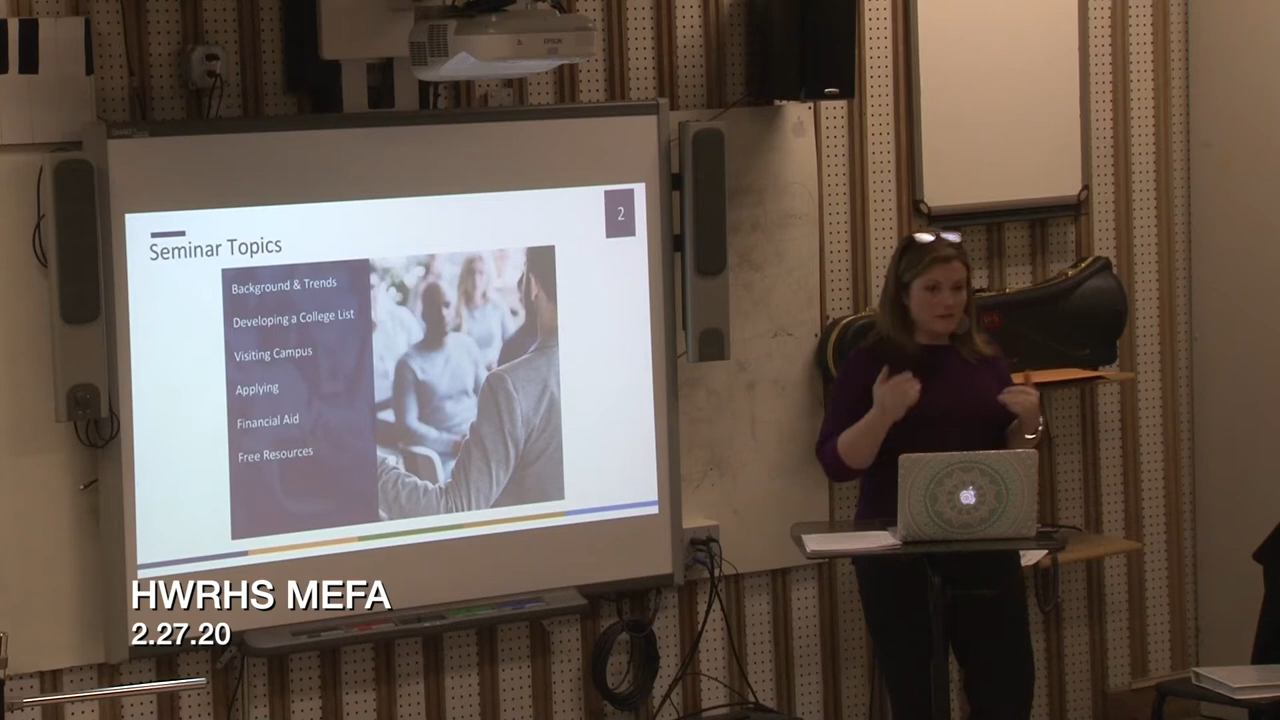 EPSON
2
Seminar Topics
Background & Trends
Developing a College List
Visiting Campus
Applying
Financial Aid
Free Resources
HWRHS MEFA
2.27.20